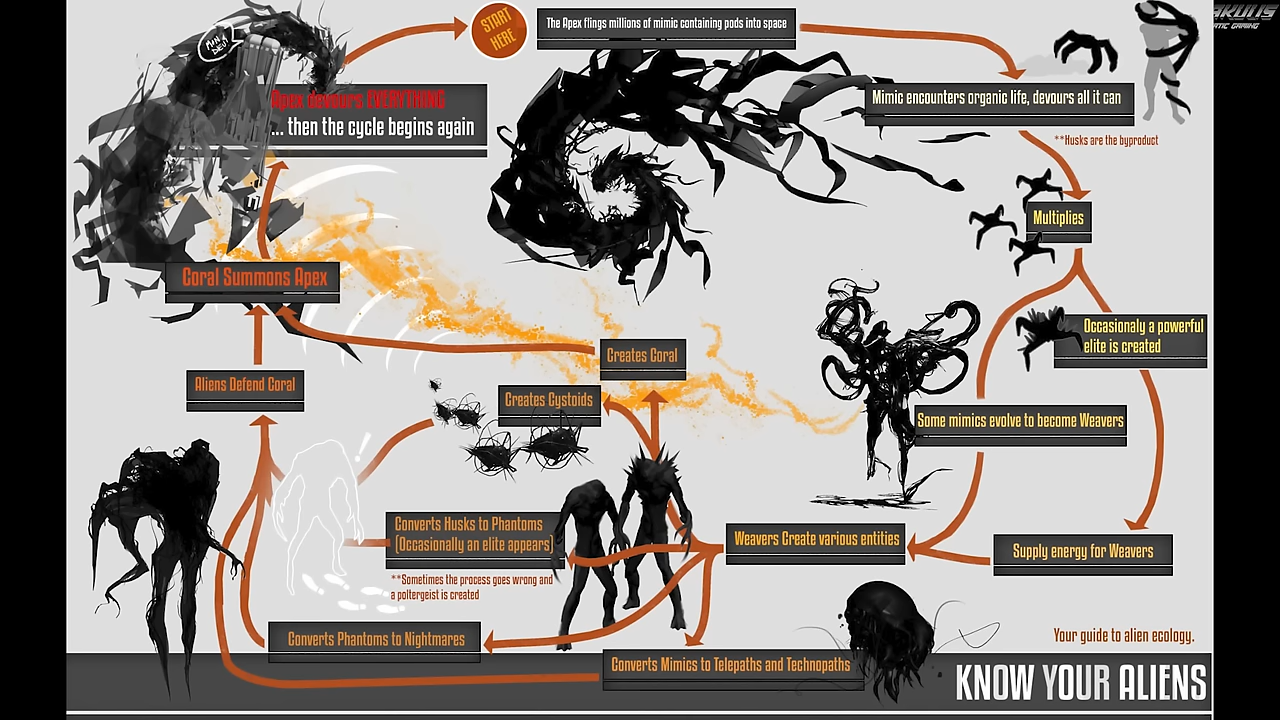 START
HERE
The Apex flings millions of mimic containing pods into space
Mimic encounters organic life, devours all it can
**Husks are the byproduct
Multiplies
Occasionaly a powerful
elite is created
Some mimics evolve to become Weavers
Supply energy for Weavers
Weavers Create various entities
Creates Coral
Creates Cystoids
Converts Husks to Phantoms
(Occasionally an elite appears)
**Sometimes the process goes wrong and
a poltergeist is created
Converts Phantoms to Nightmares
Converts Mimics to Telepaths and Technopaths
Aliens Defend Coral
Coral Summons Apex
Apex devours EVERYTHING
... then the cycle begins again
Your guide to alien ecology.
KNOW YOUR ALIENS